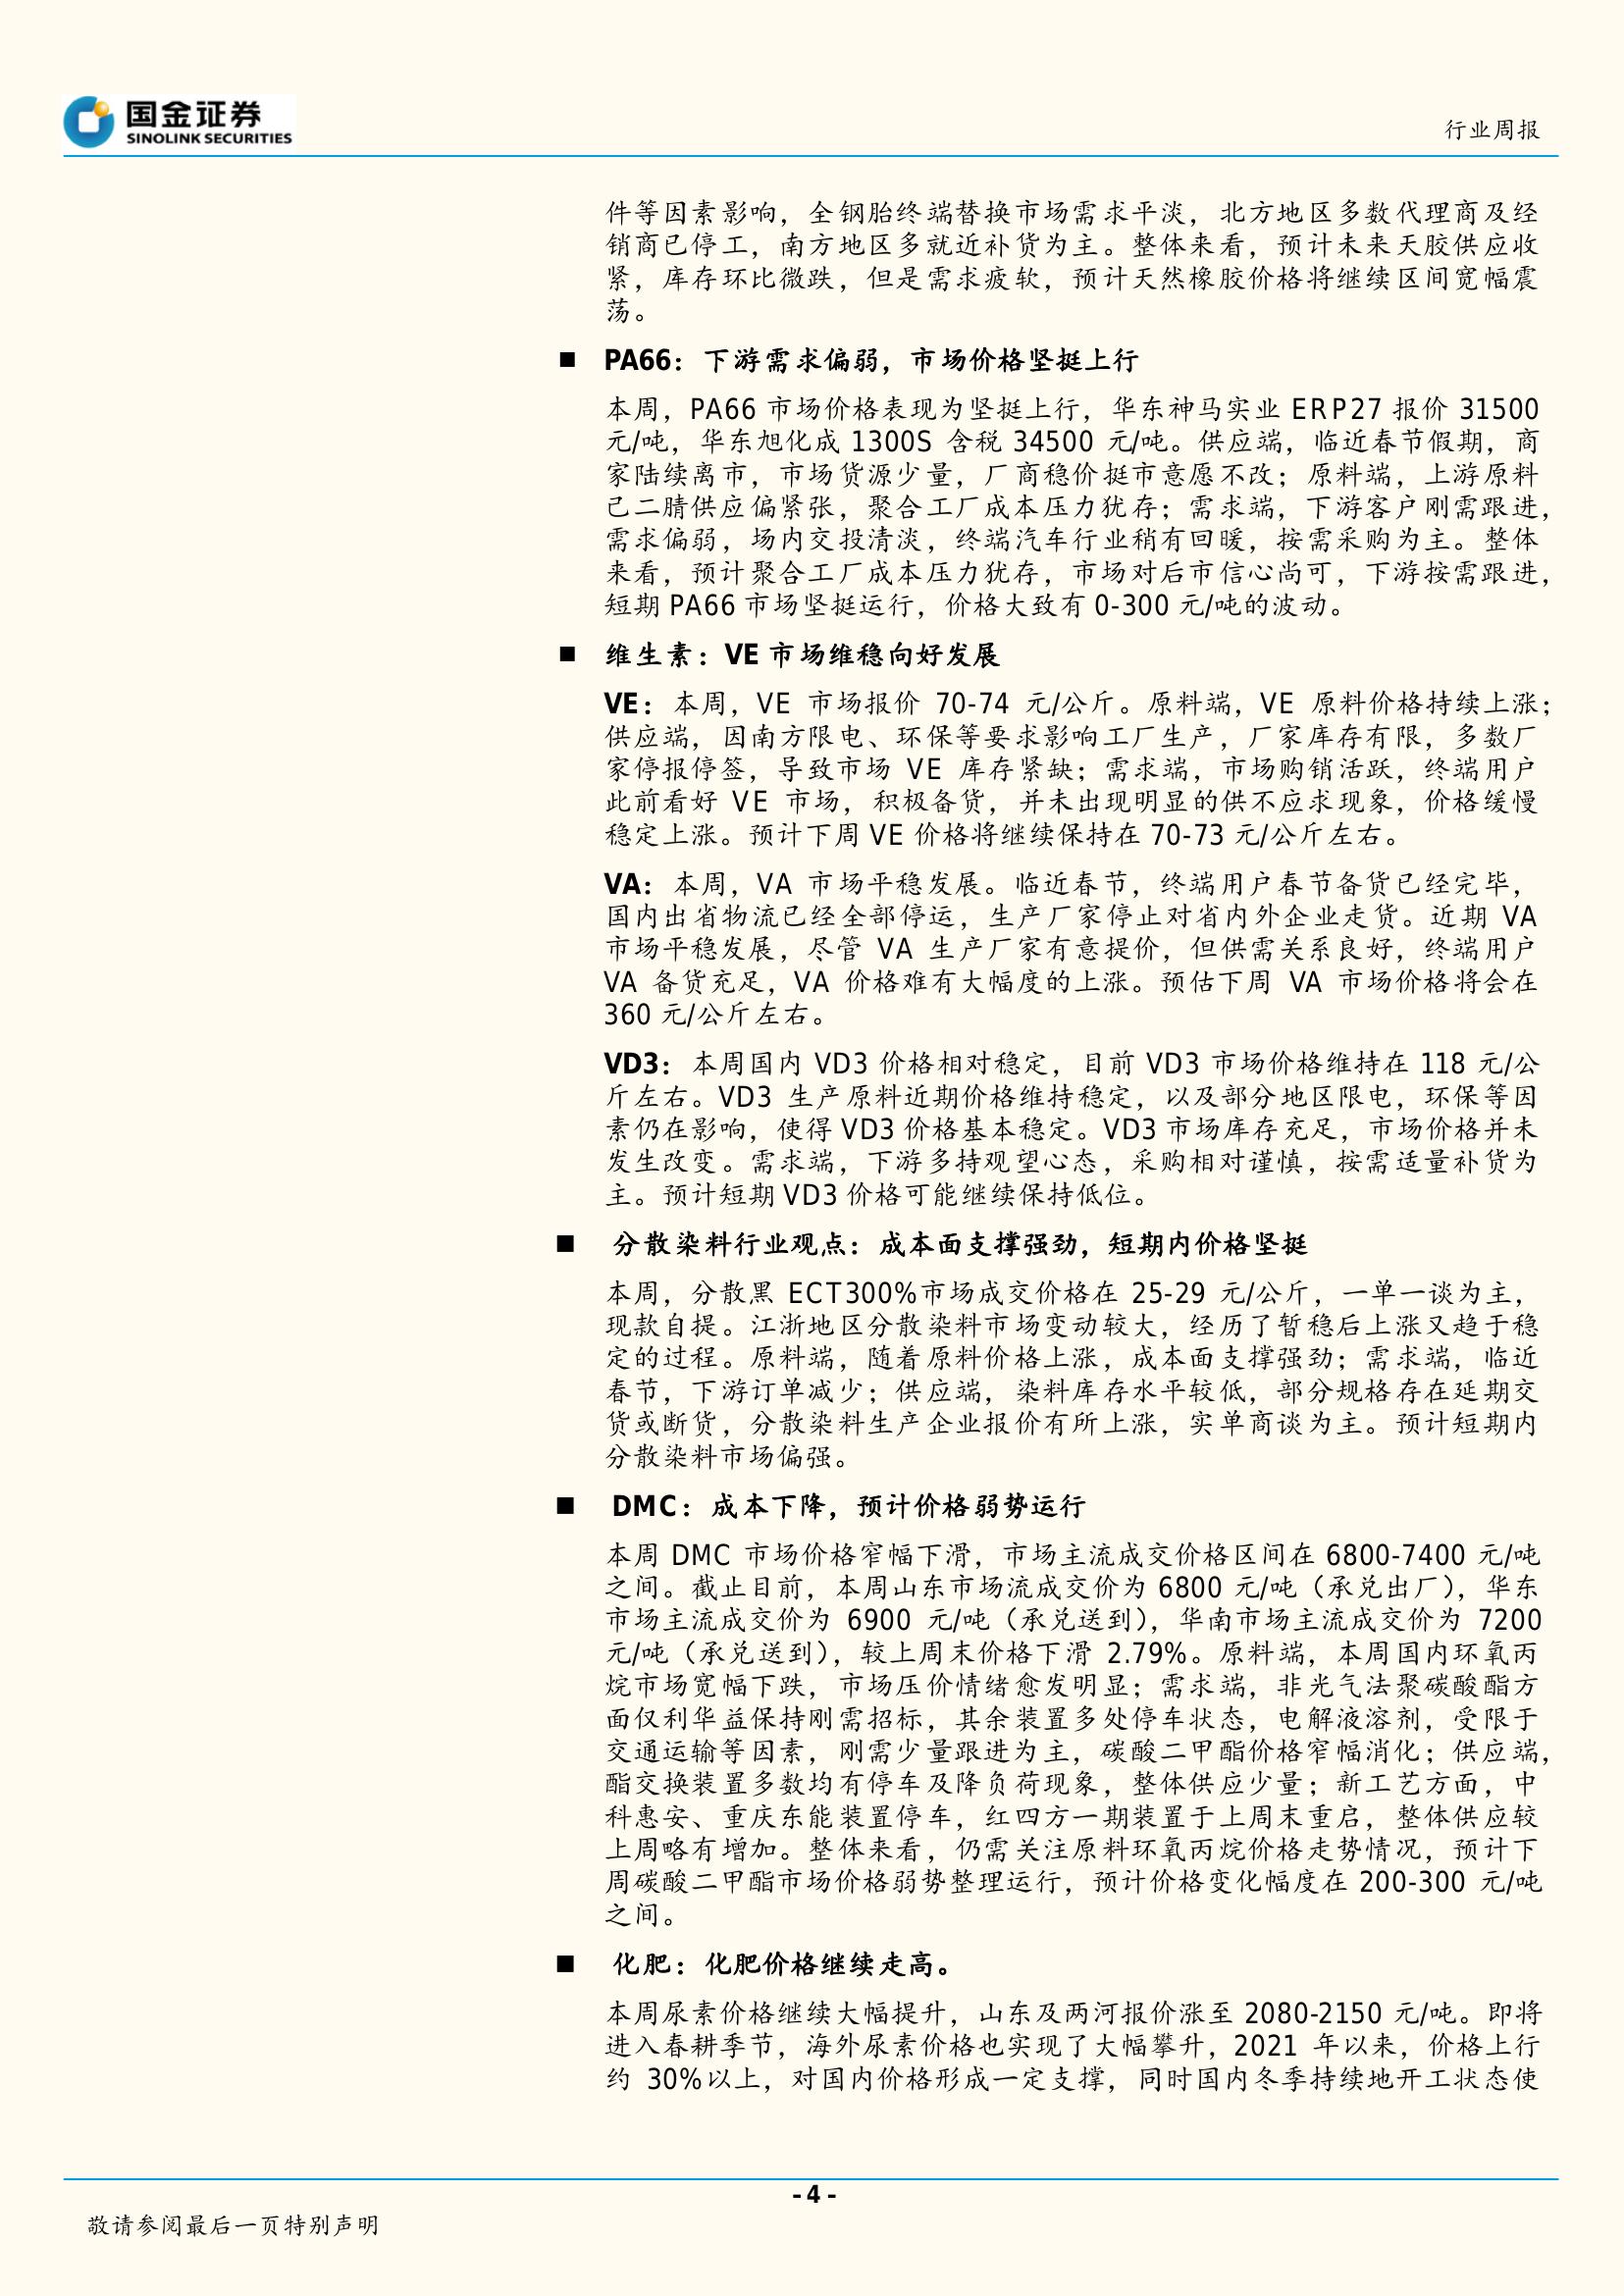 国金证券
SINOLINK SECURITIES
行业周报
件等因素影响，全钢胎终端替换市场需求平淡，北方地区多数代理商及经
销商已停工，南方地区多就近补货为主。整体来看，预计未来天胶供应收
紧，库存环比微跌，但是需求疲软，预计天然橡胶价格将继续区间宽幅震
荡。
■ PA66：下游需求偏弱，市场价格坚挺上行
本周，PA66 市场价格表现为坚挺上行，华东神马实业 ERP27 报价 31500
元/吨，华东旭化成 1300S 含税 34500 元/吨。供应端，临近春节假期，商
家陆续离市，市场货源少量，厂商稳价挺市意愿不改；原料端，上游原料
己二腈供应偏紧张，聚合工厂成本压力犹存；需求端，下游客户刚需跟进，
需求偏弱，场内交投清淡，终端汽车行业稍有回暖，按需采购为主。整体
来看，预计聚合工厂成本压力犹存，市场对后市信心尚可，下游按需跟进，
短期 PA66 市场坚挺运行，价格大致有 0-300 元/吨的波动。
■ 维生素：VE 市场维稳向好发展
VE：本周，VE 市场报价 70-74 元/公斤。原料端，VE 原料价格持续上涨；
供应端，因南方限电、环保等要求影响工厂生产，厂家库存有限，多数厂
家停报停签，导致市场 VE 库存紧缺；需求端，市场购销活跃，终端用户
此前看好 VE 市场，积极备货，并未出现明显的供不应求现象，价格缓慢
稳定上涨。预计下周 VE 价格将继续保持在 70-73 元/公斤左右。
VA：本周，VA 市场平稳发展。临近春节，终端用户春节备货已经完毕，
国内出省物流已经全部停运，生产厂家停止对省内外企业走货。近期 VA
市场平稳发展，尽管 VA 生产厂家有意提价，但供需关系良好，终端用户
VA 备货充足，VA 价格难有大幅度的上涨。预估下周 VA 市场价格将会在
360 元/公斤左右。
VD3：本周国内 VD3 价格相对稳定，目前 VD3 市场价格维持在 118 元/公
斤左右。VD3 生产原料近期价格维持稳定，以及部分地区限电，环保等因
素仍在影响，使得 VD3 价格基本稳定。VD3 市场库存充足，市场价格并未
发生改变。需求端，下游多持观望心态，采购相对谨慎，按需适量补货为
主。预计短期 VD3 价格可能继续保持低位。
■ 分散染料行业观点：成本面支撑强劲，短期内价格坚挺
本周，分散黑 ECT300%市场成交价格在 25-29 元/公斤，一单一谈为主，
现款自提。江浙地区分散染料市场变动较大，经历了暂稳后上涨又趋于稳
定的过程。原料端，随着原料价格上涨，成本面支撑强劲；需求端，临近
春节，下游订单减少；供应端，染料库存水平较低，部分规格存在延期交
货或断货，分散染料生产企业报价有所上涨，实单商谈为主。预计短期内
分散染料市场偏强。
■ DMC：成本下降，预计价格弱势运行
本周 DMC 市场价格窄幅下滑，市场主流成交价格区间在 6800-7400 元/吨
之间。截止目前，本周山东市场流成交价为 6800 元/吨（承兑出厂），华东
市场主流成交价为 6900 元/吨（承兑送到），华南市场主流成交价为 7200
元/吨（承兑送到），较上周末价格下滑 2.79%。原料端，本周国内环氧丙
烷市场宽幅下跌，市场压价情绪愈发明显；需求端，非光气法聚碳酸酯方
面仅利华益保持刚需招标，其余装置多处停车状态，电解液溶剂，受限于
交通运输等因素，刚需少量跟进为主，碳酸二甲酯价格窄幅消化；供应端，
酯交换装置多数均有停车及降负荷现象，整体供应少量；新工艺方面，中
科惠安、重庆东能装置停车，红四方一期装置于上周末重启，整体供应较
上周略有增加。整体来看，仍需关注原料环氧丙烷价格走势情况，预计下
周碳酸二甲酯市场价格弱势整理运行，预计价格变化幅度在 200-300 元/吨
之间。
■ 化肥：化肥价格继续走高。
本周尿素价格继续大幅提升，山东及两河报价涨至 2080-2150 元/吨。即将
进入春耕季节，海外尿素价格也实现了大幅攀升，2021 年以来，价格上行
约 30%以上，对国内价格形成一定支撑，同时国内冬季持续地开工状态使
- 4 -
敬请参阅最后一页特别声明